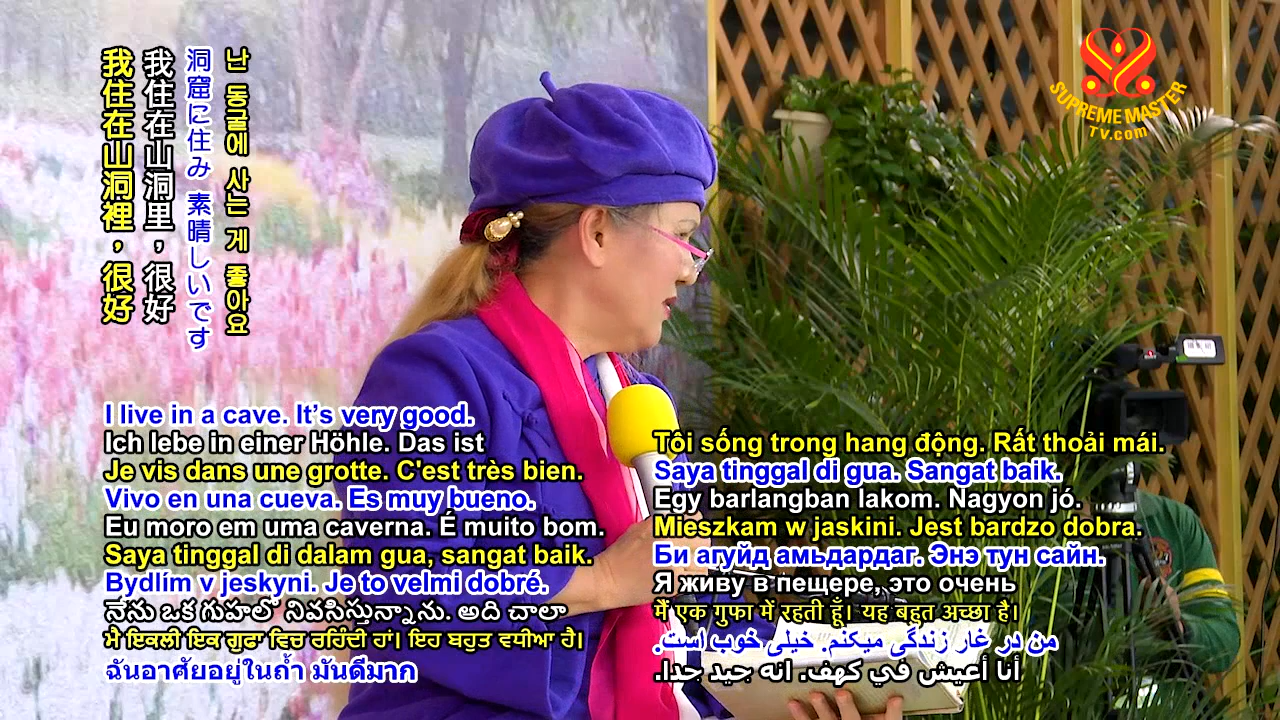 我住在山洞裡，很好
我住在山洞里，很好
洞窟に住み 素晴しいです
난 동굴에 사는 게 좋아요
SUPREME MASTER
TV.com
I live in a cave. It’s very good.
Ich lebe in einer Höhle. Das ist
Je vis dans une grotte. C'est très bien.
Vivo en una cueva. Es muy bueno.
Eu moro em uma caverna. É muito bom.
Saya tinggal di dalam gua, sangat baik.
Bydlím v jeskyni. Je to velmi dobré.
నేను ఒక గుహలో నివసిస్తున్నాను. అది చాలా
ਮੈ ਇਕਲੀ ਇਕ ਗੁਫਾ ਵਿਚ ਰਹਿੰਦੀ ਹਾਂ। ਇਹ ਬਹੁਤ ਵਧੀਆ ਹੈ।
ฉันอาศัยอยู่ในถ้ำ มันดีมาก
Tôi sống trong hang động. Rất thoải mái.
Saya tinggal di gua. Sangat baik.
Egy barlangban lakom. Nagyon jó.
Mieszkam w jaskini. Jest bardzo dobra.
Би агуйд амьдардаг. Энэ тун сайн.
Я живу в пещере, это очень
मैं एक गुफा में रहती हूँ। यह बहुत अच्छा है।
من در غار زندگی میکنم. خیلی خوب است.
أنا أعيش في كهف. انه جيد جدا.